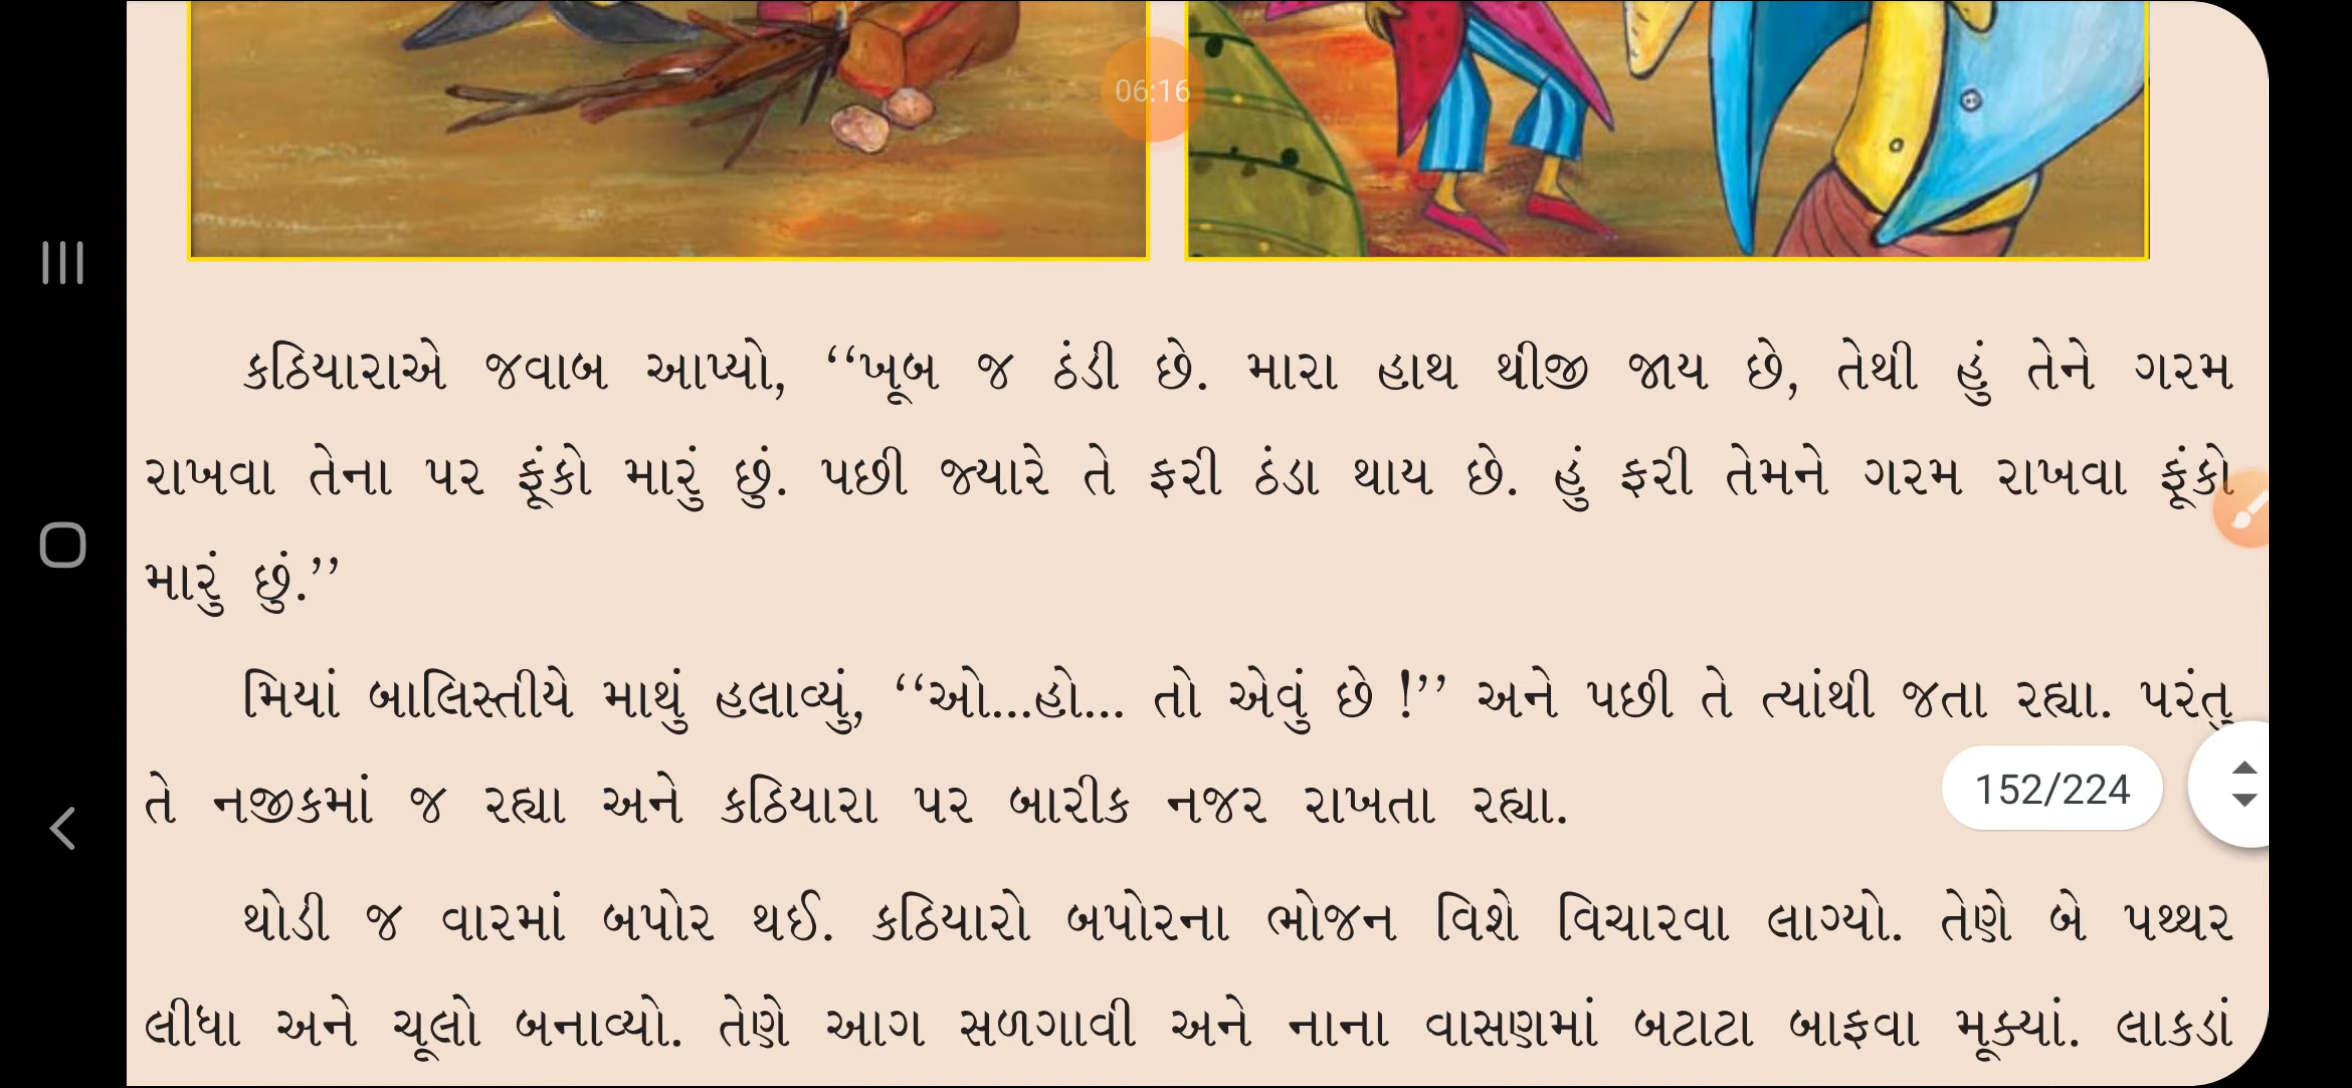 06:16
કઠિયારાએ જવાબ આપ્યો, ‘‘ખૂબ જ ઠંડી છે. મારા હાથ થીજી જાય છે, તેથી હું તેને ગરમ
રાખવા તેના પર ફૂંકો મારું છું. પછી જ્યારે તે ફરી ઠંડા થાય છે. હું ફરી તેમને ગરમ રાખવા ફૂંકો
મારું છું.’’
મિયાં બાલિસ્તીયે માથું હલાવ્યું, ‘‘ઓ...હો... તો એવું છે !’’ અને પછી તે ત્યાંથી જતા રહ્યા. પરંતુ
તે નજીકમાં જ રહ્યા અને કઠિયારા પર બારીક નજર રાખતા રહ્યા.
152/224
થોડી જ વારમાં બપોર થઈ. કઠિયારો બપોરના ભોજન વિશે વિચારવા લાગ્યો. તેણે બે પથ્થર
લીધા અને ચૂલો બનાવ્યો. તેણે આગ સળગાવી અને નાના વાસણમાં બટાટા બાફવા મૂક્યાં. લાકડાં